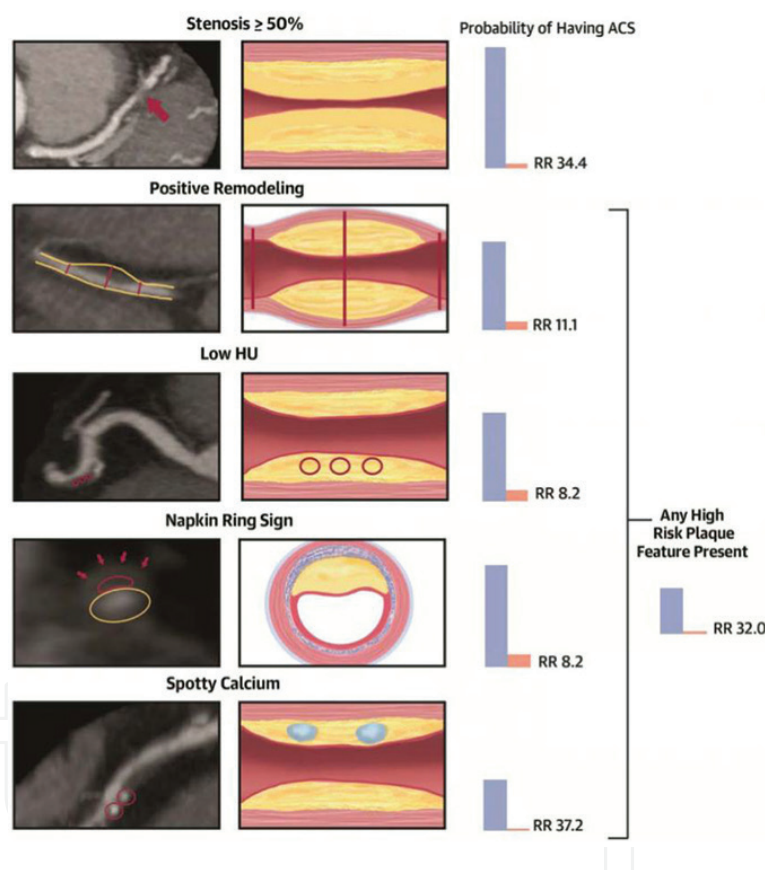 Stenosis ≥ 50%
Probability of Having ACS
RR 34.4
Positive Remodeling
RR 11.1
Low HU
RR 8.2
Napkin Ring Sign
RR 8.2
Spotty Calcium
RR 37.2
Any High
Risk Plaque
Feature Present
RR 32.0